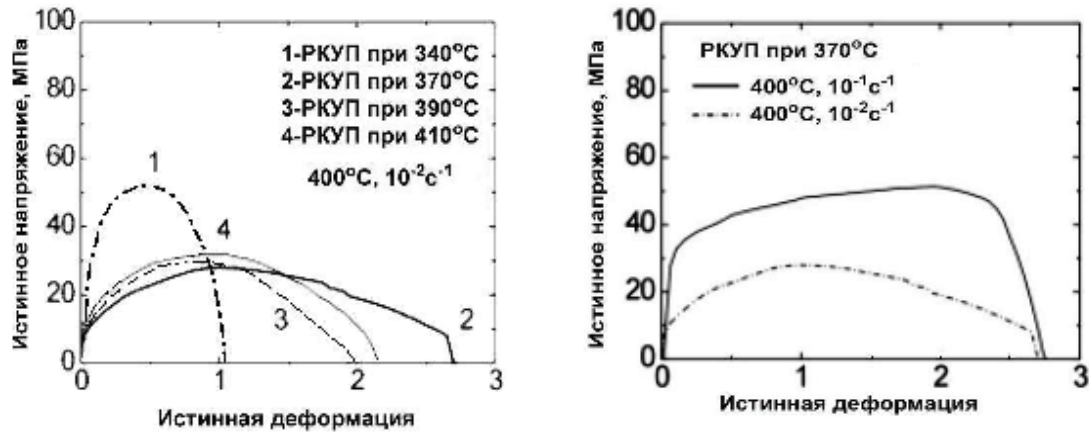 Истинное напряжение, МПа
100
80
60
40
20
0
1-РКУП при 340°C
2-РКУП при 370°C
3-РКУП при 390°C
4-РКУП при 410°C
400°C, 10⁻²c⁻¹
1
4
3
2
0
1
2
3
Истинная деформация
Истинное напряжение, МПа
100
80
60
40
20
0
РКУП при 370°C
400°C, 10⁻¹c⁻¹
400°C, 10⁻²c⁻¹
0
1
2
3
Истинная деформация